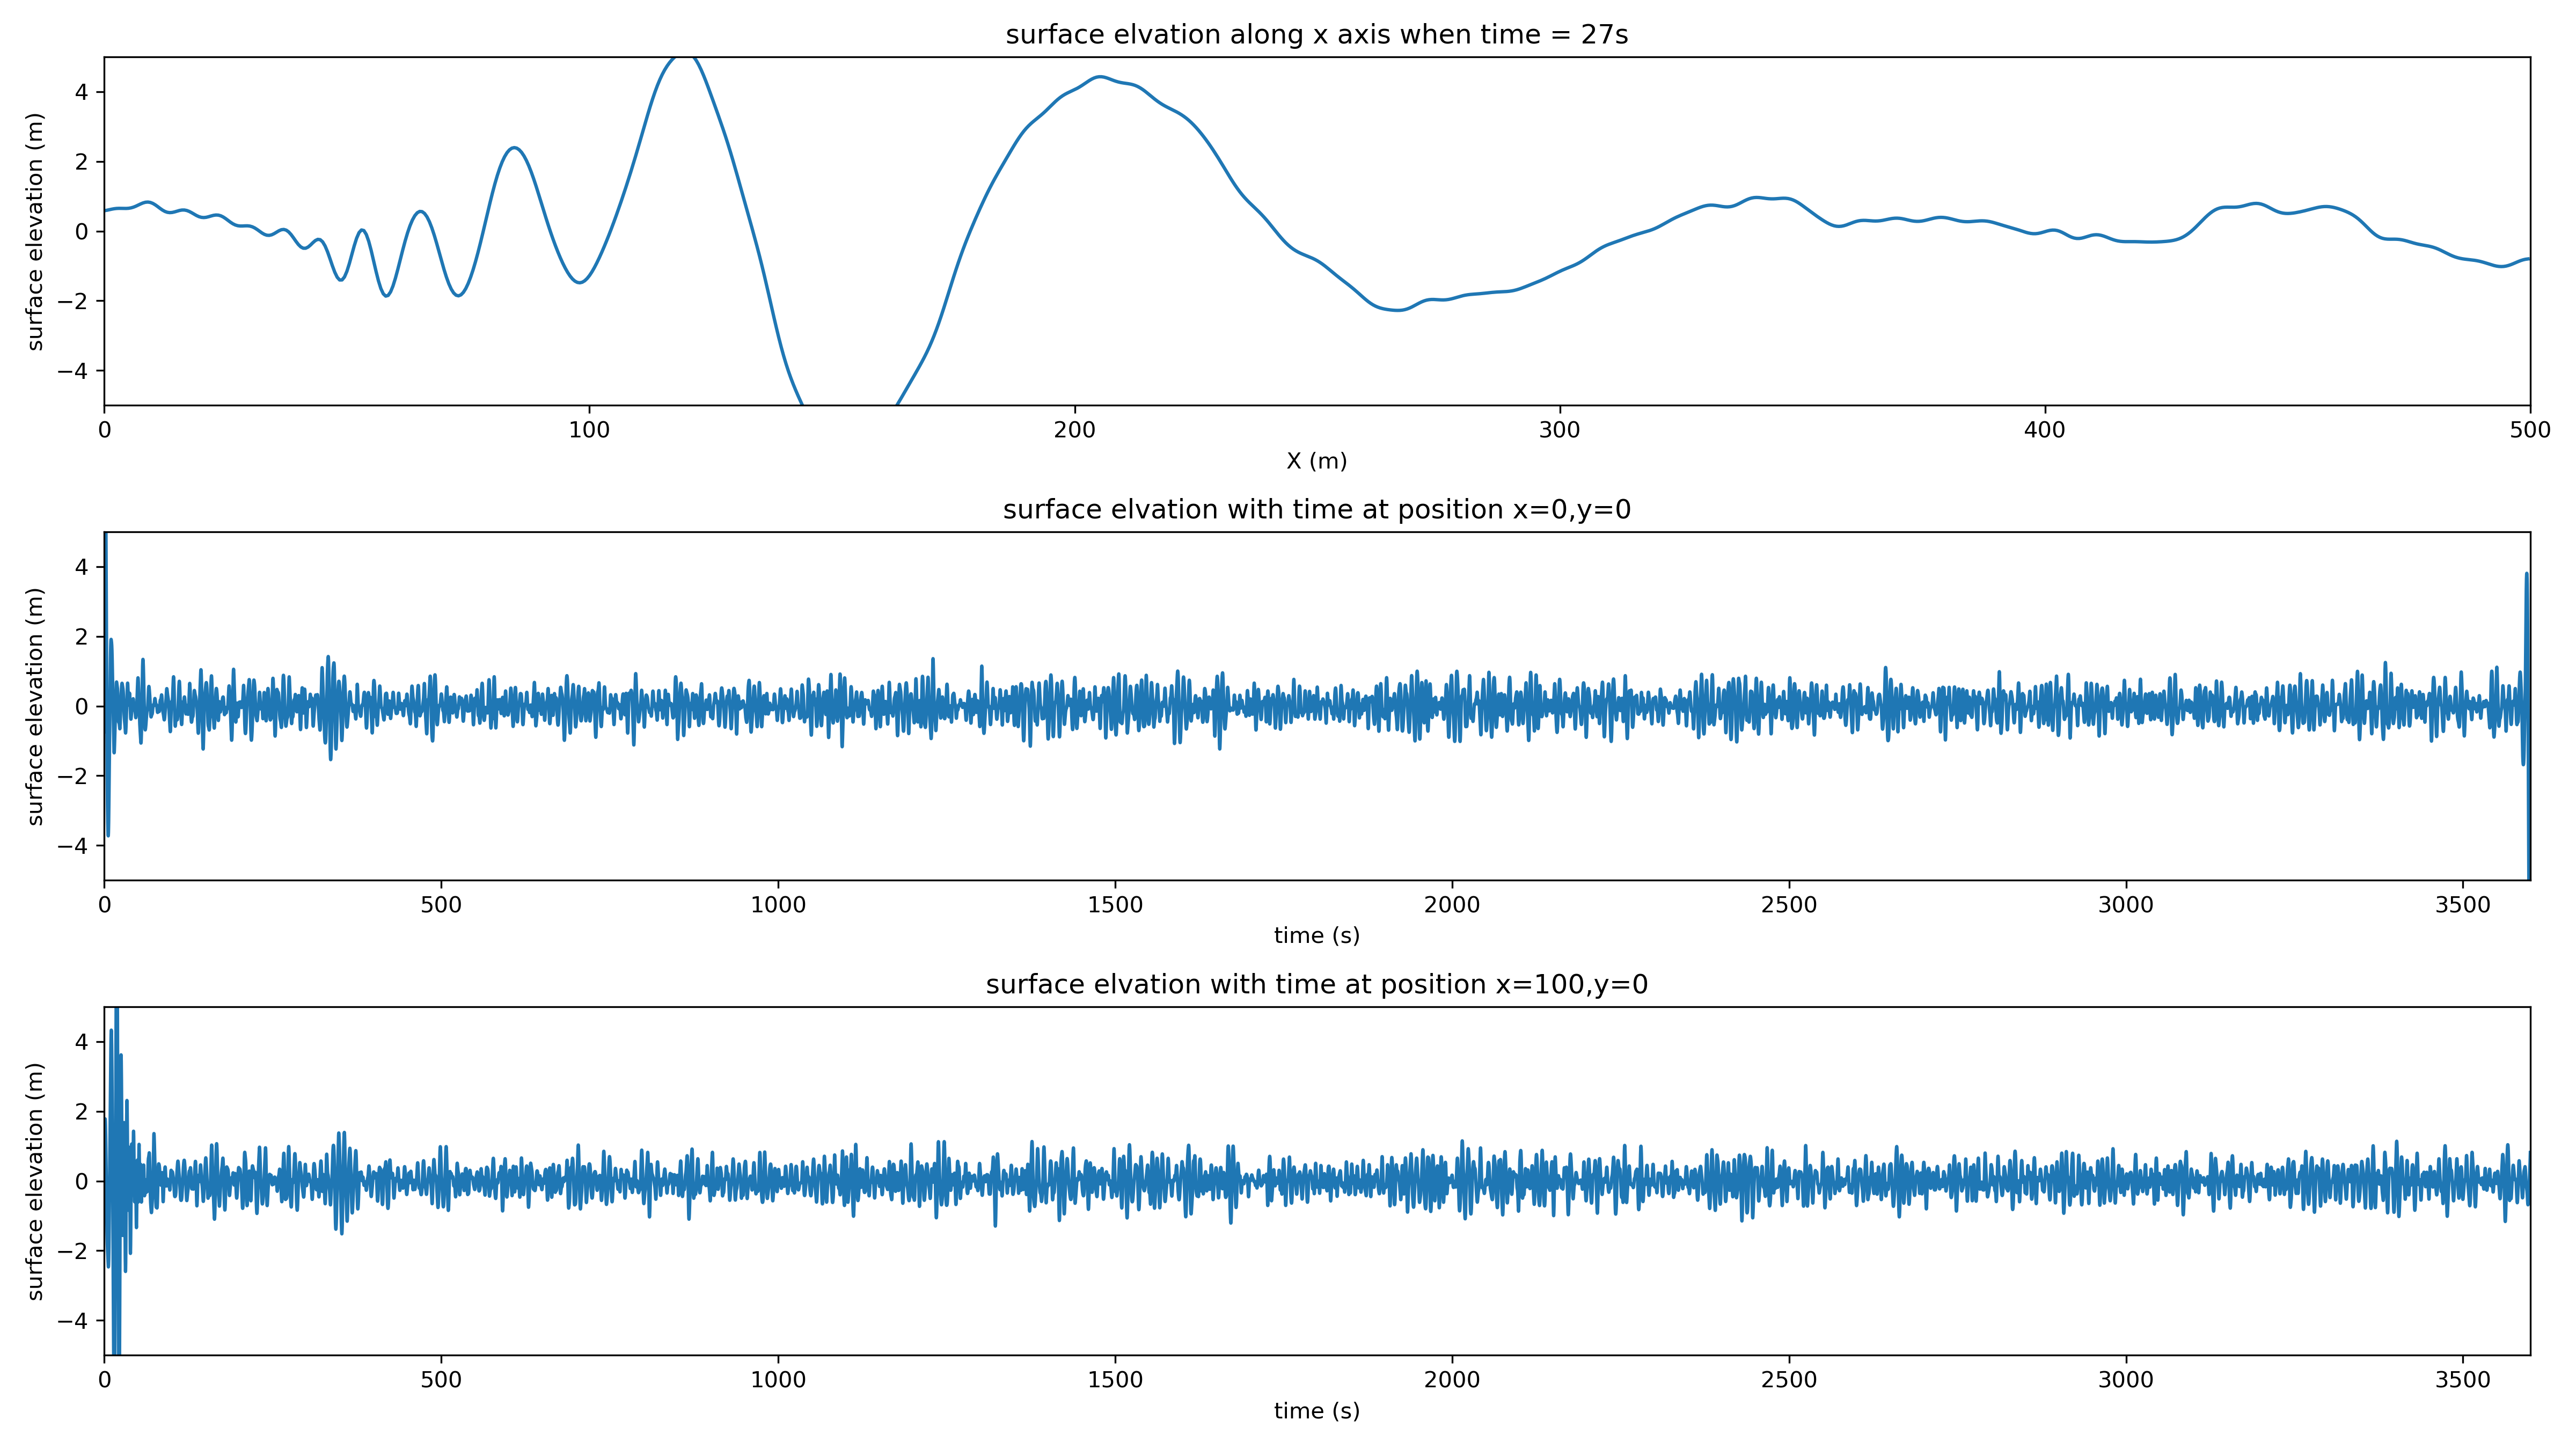 surface elvation along x axis when time = 27s
surface elevation (m)
4
2
0
−2
−4
0 100 200 300 400 500
X (m)
surface elvation with time at position x=0,y=0
surface elevation (m)
4
2
0
−2
−4
0 500 1000 1500 2000 2500 3000 3500
time (s)
surface elvation with time at position x=100,y=0
surface elevation (m)
4
2
0
−2
−4
0 500 1000 1500 2000 2500 3000 3500
time (s)